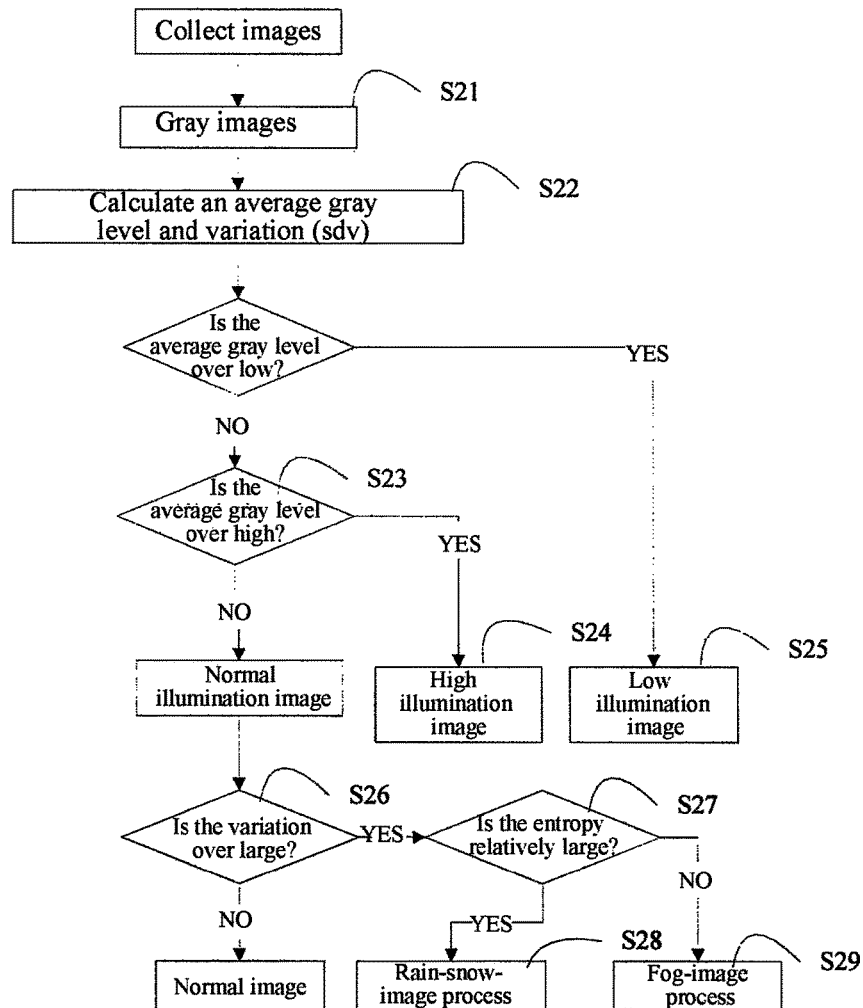 Collect images
S21
Gray images
S22
Calculate an average gray
level and variation (sdv)
Is the
average gray level
over low?
YES
NO
S23
Is the
average gray level
over high?
YES
NO
S24
S25
Normal
illumination image
High
illumination
image
Low
illumination
image
S26
S27
Is the variation
over large?
YES
Is the entropy
relatively large?
NO
NO
YES
S28
S29
Normal image
Rain-snow-
image process
Fog-image
process